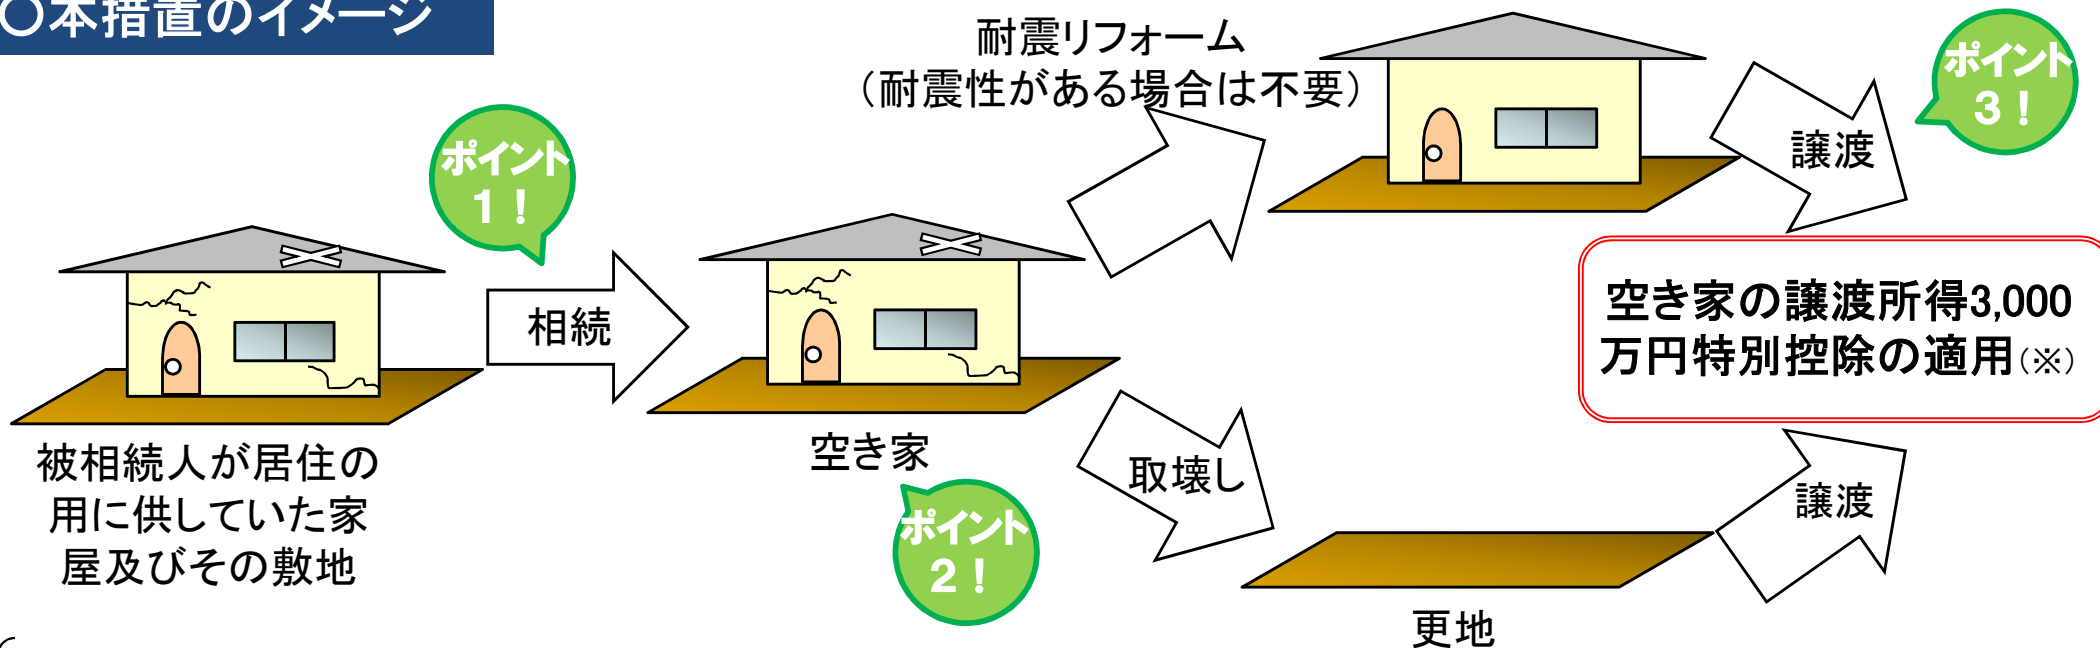 〇本措置のイメージ
耐震リフォーム
（耐震性がある場合は不要）
ポイント
1！
ポイント
3！
譲渡
相続
空き家の譲渡所得3,000
万円特別控除の適用（※）
被相続人が居住の
用に供していた家
屋及びその敷地
空き家
ポイント
2！
取壊し
譲渡
更地